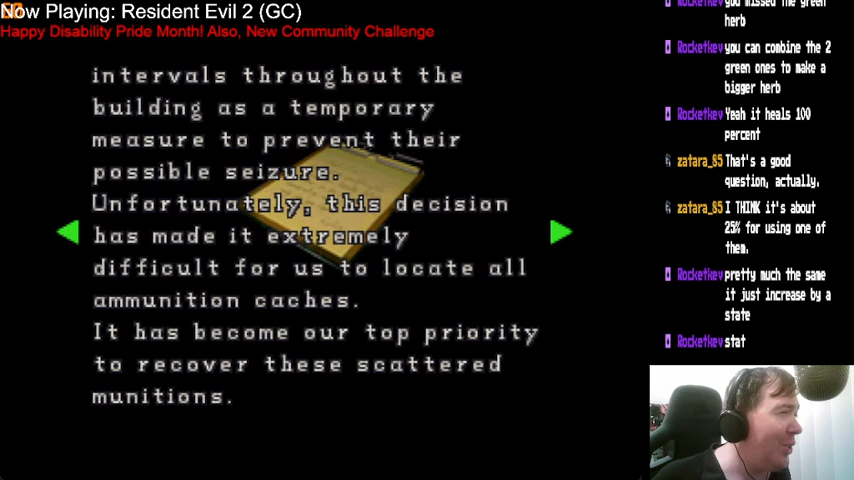 Now Playing: Resident Evil 2 (GC)
Happy Disability Pride Month! Also, New Community Challenge
intervals throughout the
building as a temporary
measure to prevent their
possible seizure.
Unfortunately, this decision
has made it extremely
difficult for us to locate all
ammunition caches.
It has become our top priority
to recover these scattered
munitions.
Rocketkev you missed the green
herb
Rocketkev you can combine the 2
green ones to make a
bigger herb
Rocketkev Yeah it heals 100
percent
zatara_85 That's a good
question, actually.
zatara_85 I THINK it's about
25% for using one of
them.
Rocketkev pretty much the same
it just increase by a
state
Rocketkev stat